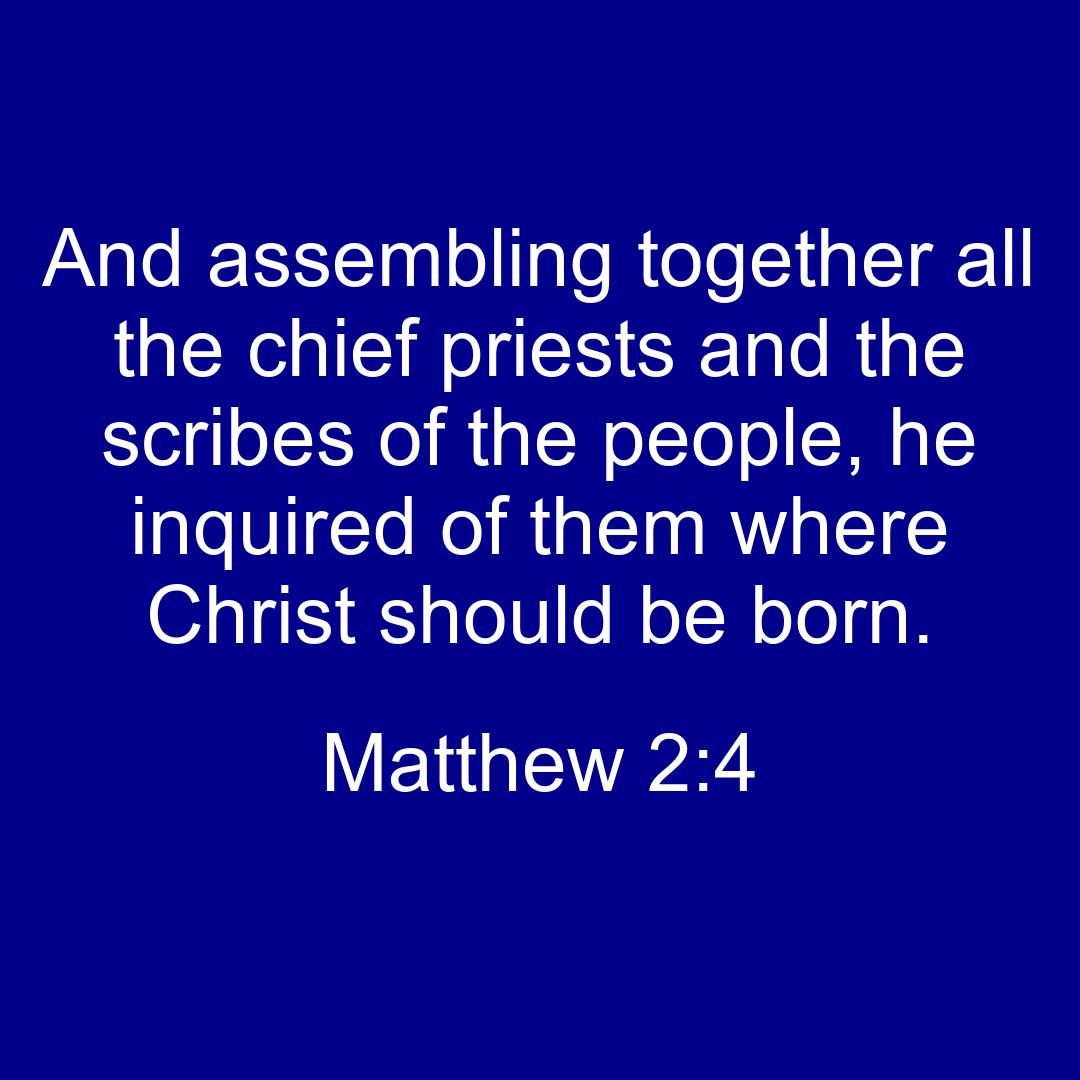 And assembling together all
the chief priests and the
scribes of the people, he
inquired of them where
Christ should be born.
Matthew 2:4